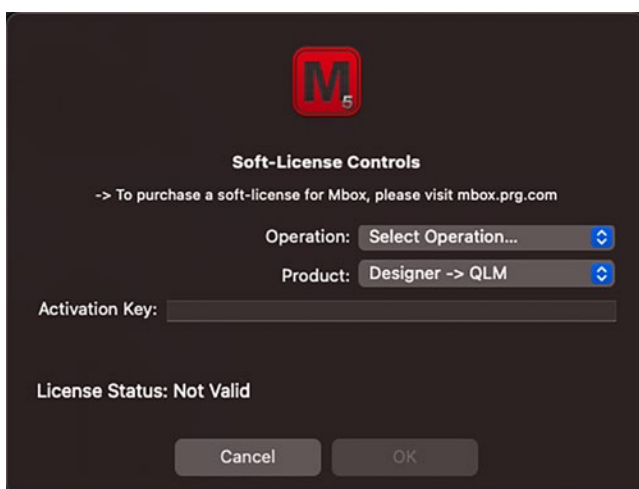 M
5
Soft-License Controls
-> To purchase a soft-license for Mbox, please visit mbox.prg.com
Operation: Select Operation...
Product: Designer -> QLM
Activation Key:
License Status: Not Valid
Cancel OK